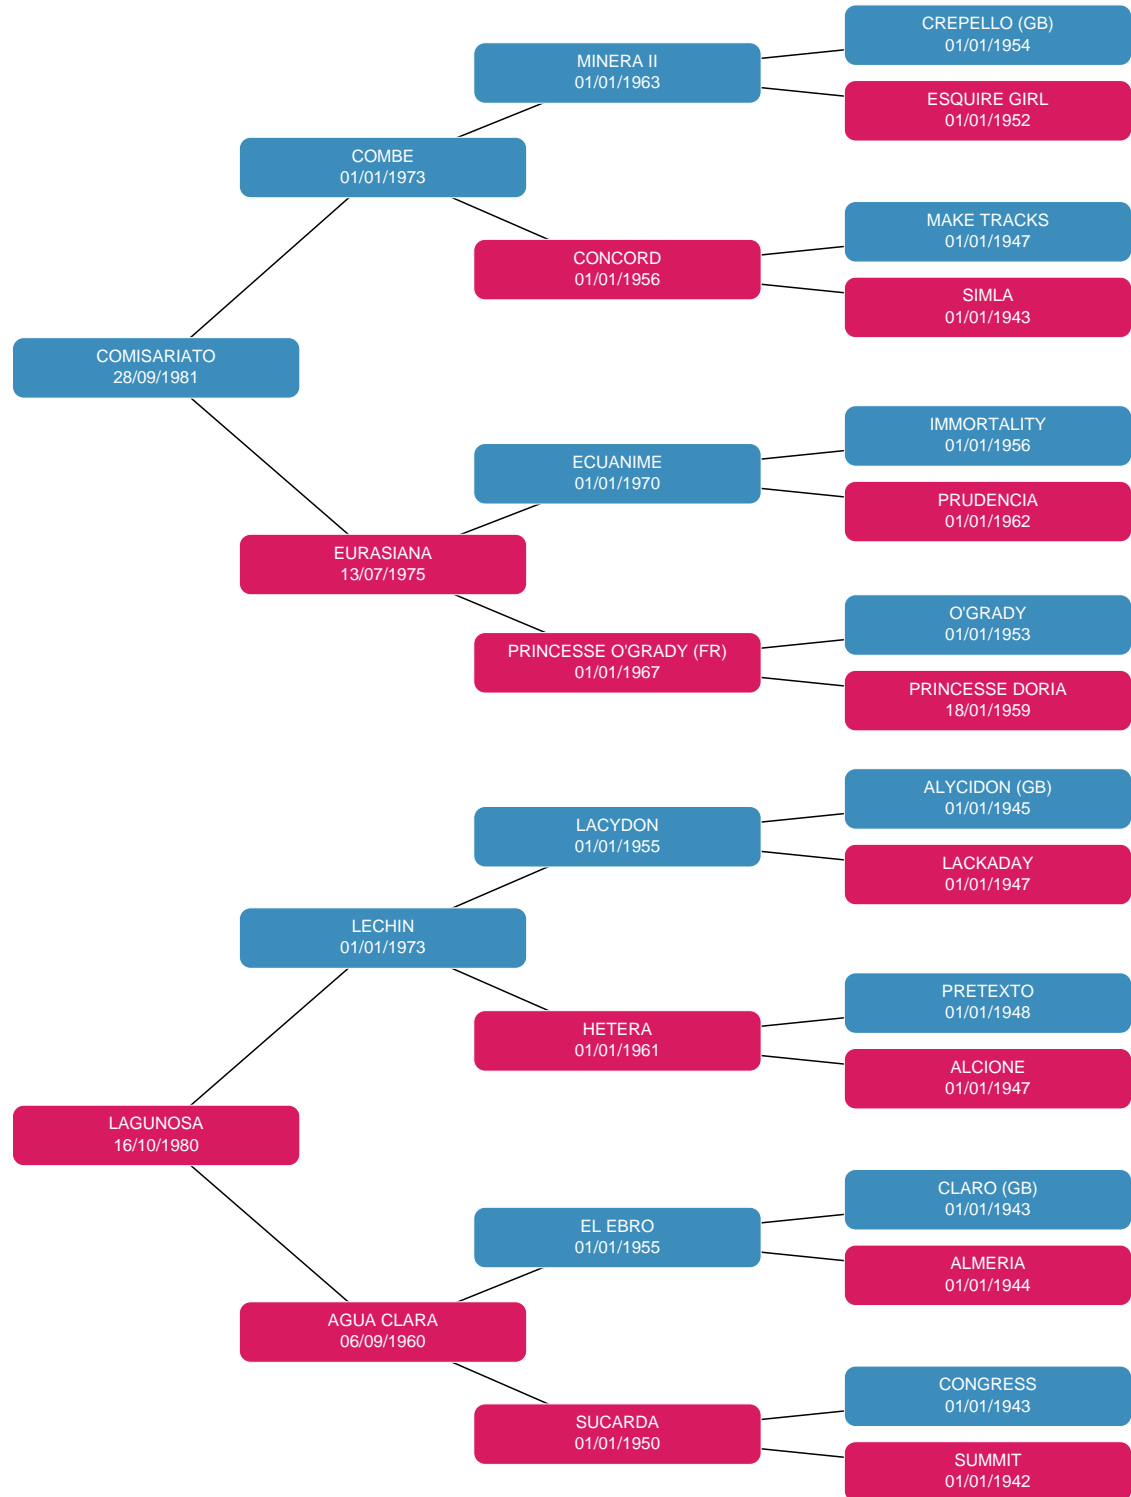 CREPELLO (GB)
01/01/1954
MINERA II
01/01/1963
ESQUIRE GIRL
01/01/1952
COMBE
01/01/1973
MAKE TRACKS
01/01/1947
CONCORD
01/01/1956
SIMLA
01/01/1943
COMISARIATO
28/09/1981
IMMORTALITY
01/01/1956
ECUANIME
01/01/1970
PRUDENCIA
01/01/1962
EURASIANA
13/07/1975
O'GRADY
01/01/1953
PRINCESSE O'GRADY (FR)
01/01/1967
PRINCESSE DORIA
18/01/1959
ALYCIDON (GB)
01/01/1945
LACYDON
01/01/1955
LACKADAY
01/01/1947
LECHIN
01/01/1973
PRETEXTO
01/01/1948
HETERA
01/01/1961
ALCIONE
01/01/1947
LAGUNOSA
16/10/1980
CLARO (GB)
01/01/1943
EL EBRO
01/01/1955
ALMERIA
01/01/1944
AGUA CLARA
06/09/1960
CONGRESS
01/01/1943
SUCARDA
01/01/1950
SUMMIT
01/01/1942